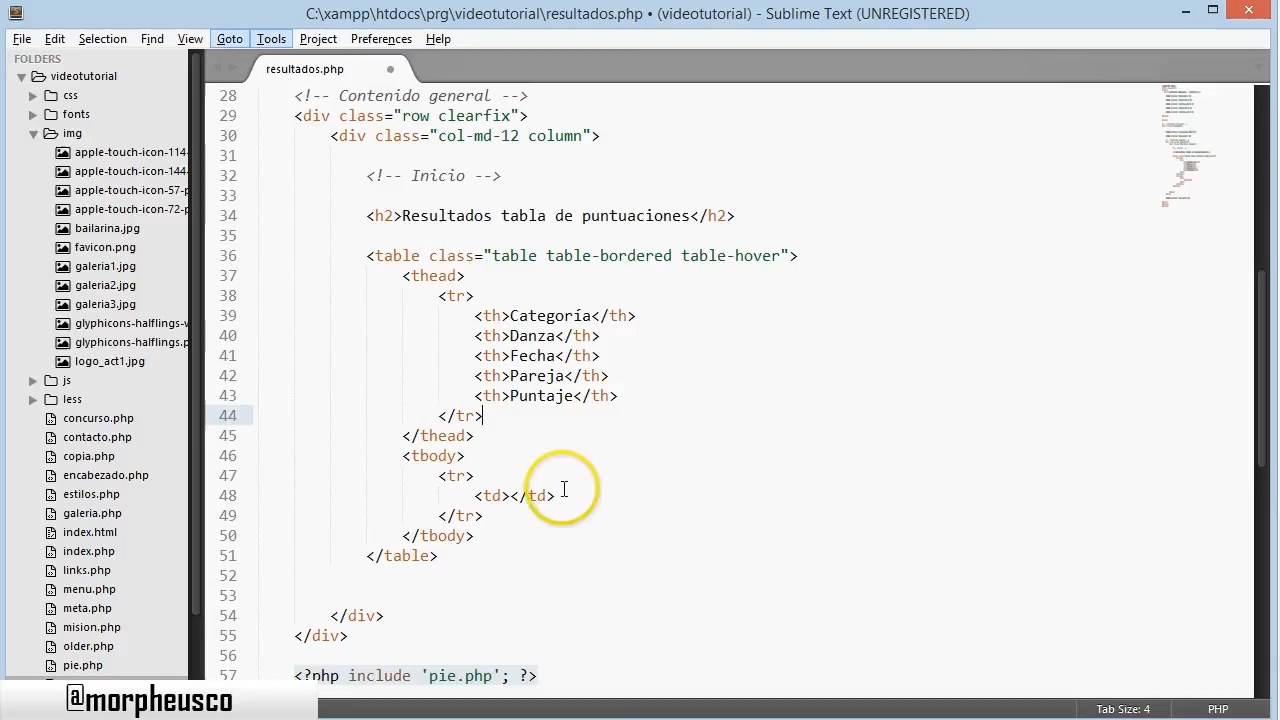 C:\xampp\htdocs\prg\videotutorial\resultados.php • (videotutorial) - Sublime Text (UNREGISTERED)
File Edit Selection Find View Goto Tools Project Preferences Help
FOLDERS
videotutorial
css
fonts
img
apple-touch-icon-114-
apple-touch-icon-144-
apple-touch-icon-57-p
apple-touch-icon-72-p
bailarina.jpg
favicon.png
galeria1.jpg
galeria2.jpg
galeria3.jpg
glyphicons-halflings-w
glyphicons-halflings.p
logo_act1.jpg
js
less
concurso.php
contacto.php
copia.php
encabezado.php
estilos.php
galeria.php
index.html
index.php
links.php
menu.php
meta.php
mision.php
older.php
pie.php
resultados.php
28 <!-- Contenido general -->
29 <div class="row clearfix">
30 <div class="col-md-12 column">
31
32 <!-- Inicio -->
33
34 <h2>Resultados tabla de puntuaciones</h2>
35
36 <table class="table table-bordered table-hover">
37 <thead>
38 <tr>
39 <th>Categoría</th>
40 <th>Danza</th>
41 <th>Fecha</th>
42 <th>Pareja</th>
43 <th>Puntaje</th>
44 </tr>
45 </thead>
46 <tbody>
47 <tr>
48 <td></td>
49 </tr>
50 </tbody>
51 </table>
52
53
54 </div>
55 </div>
56
57 <?php include 'pie.php'; ?>
@morpheusco
Tab Size: 4 PHP